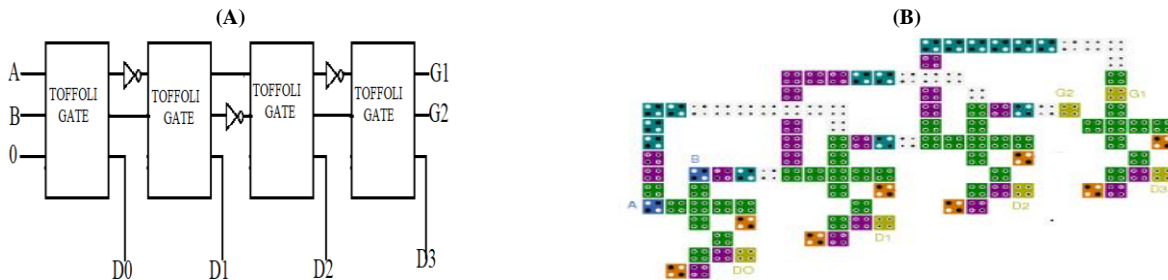 (A)
TOFFOLI GATE
TOFFOLI GATE
TOFFOLI GATE
TOFFOLI GATE
A
B
0
G1
G2
D0
D1
D2
D3
(B)
G2
G1
B
A
D3
D2
D1
DO